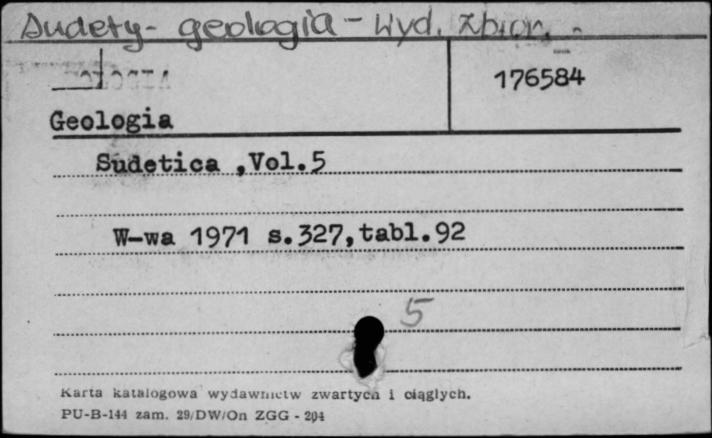 Sudety - geologia - Wyd. zbior. -
176584
Geologia
Sudetica ,Vol.5
W-wa 1971 s.327,tabl.92
5
Karta katalogowa wydawnictw zwartych i ciągłych.
PU-B-144 zam. 29/DW/On ZGG - 204